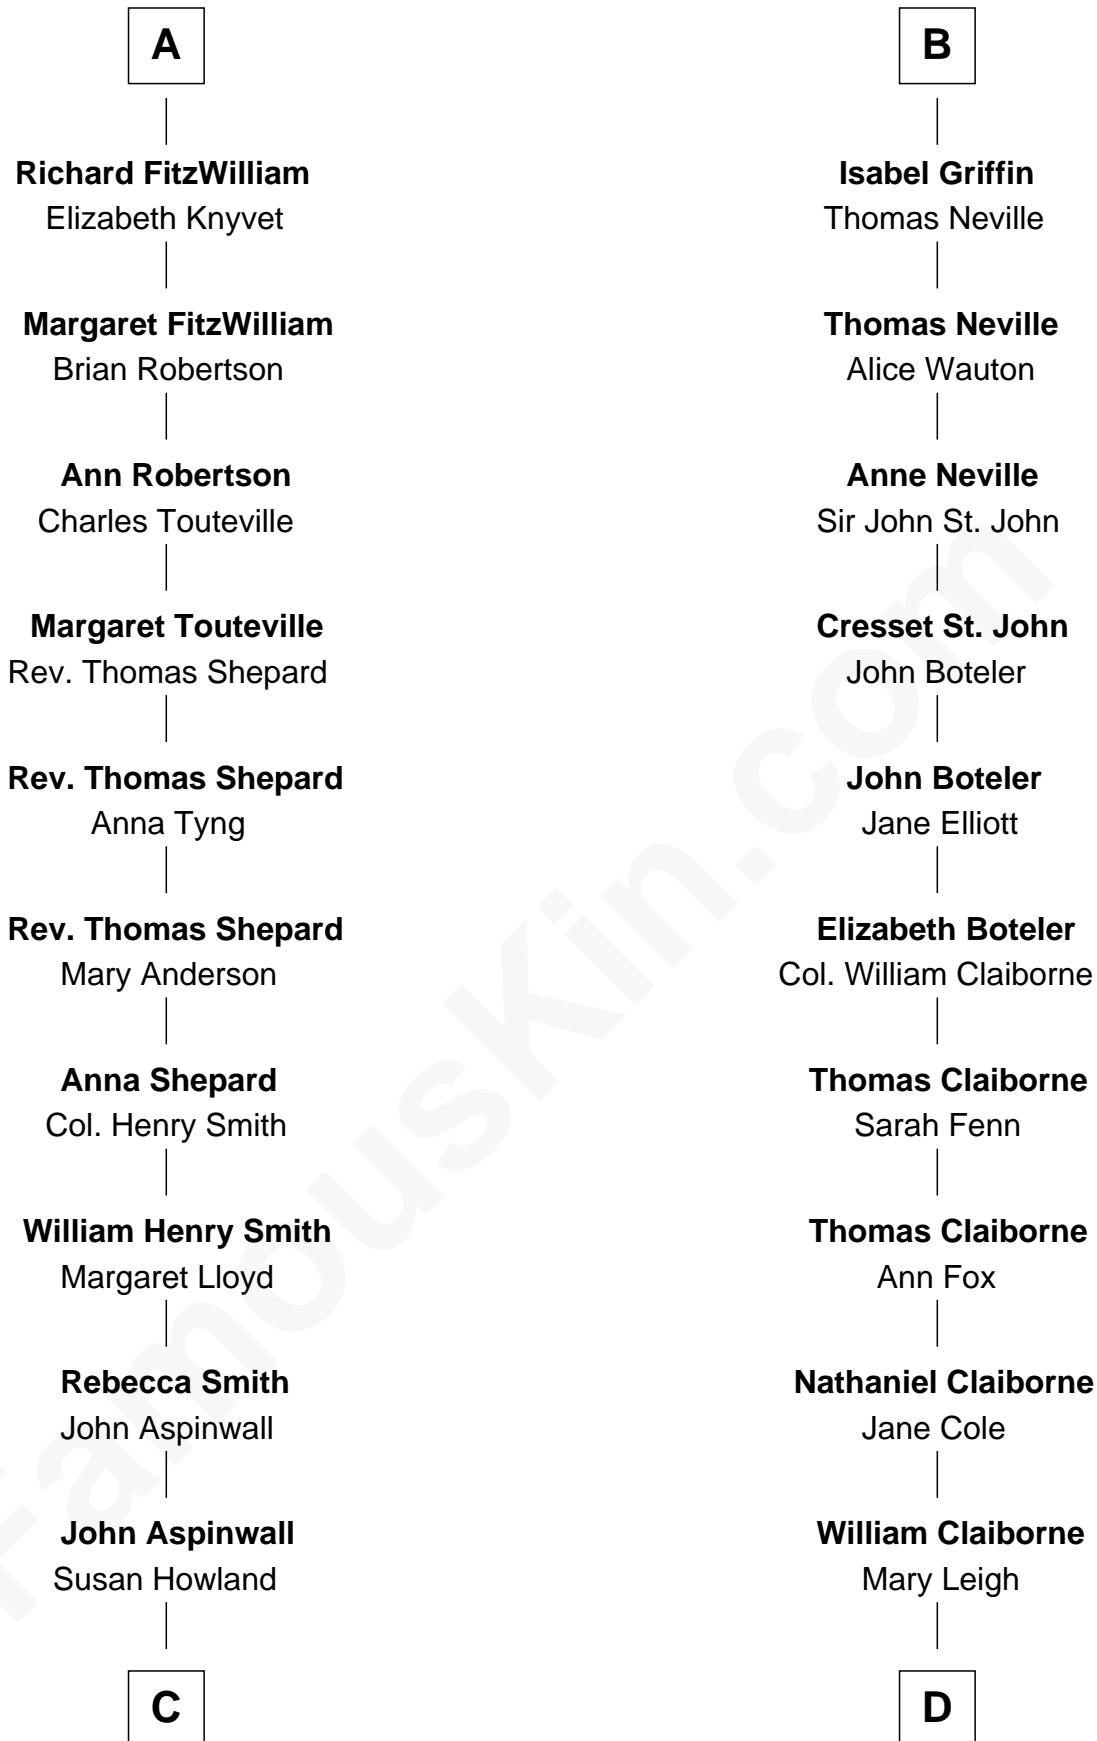 A
Richard FitzWilliam
Elizabeth Knyvet
Margaret FitzWilliam
Brian Robertson
Ann Robertson
Charles Touteville
Margaret Touteville
Rev. Thomas Shepard
Rev. Thomas Shepard
Anna Tyng
Rev. Thomas Shepard
Mary Anderson
Anna Shepard
Col. Henry Smith
William Henry Smith
Margaret Lloyd
Rebecca Smith
John Aspinwall
John Aspinwall
Susan Howland
C
B
Isabel Griffin
Thomas Neville
Thomas Neville
Alice Wauton
Anne Neville
Sir John St. John
Cresset St. John
John Boteler
John Boteler
Jane Elliott
Elizabeth Boteler
Col. William Claiborne
Thomas Claiborne
Sarah Fenn
Thomas Claiborne
Ann Fox
Nathaniel Claiborne
Jane Cole
William Claiborne
Mary Leigh
D
FamousKin.com